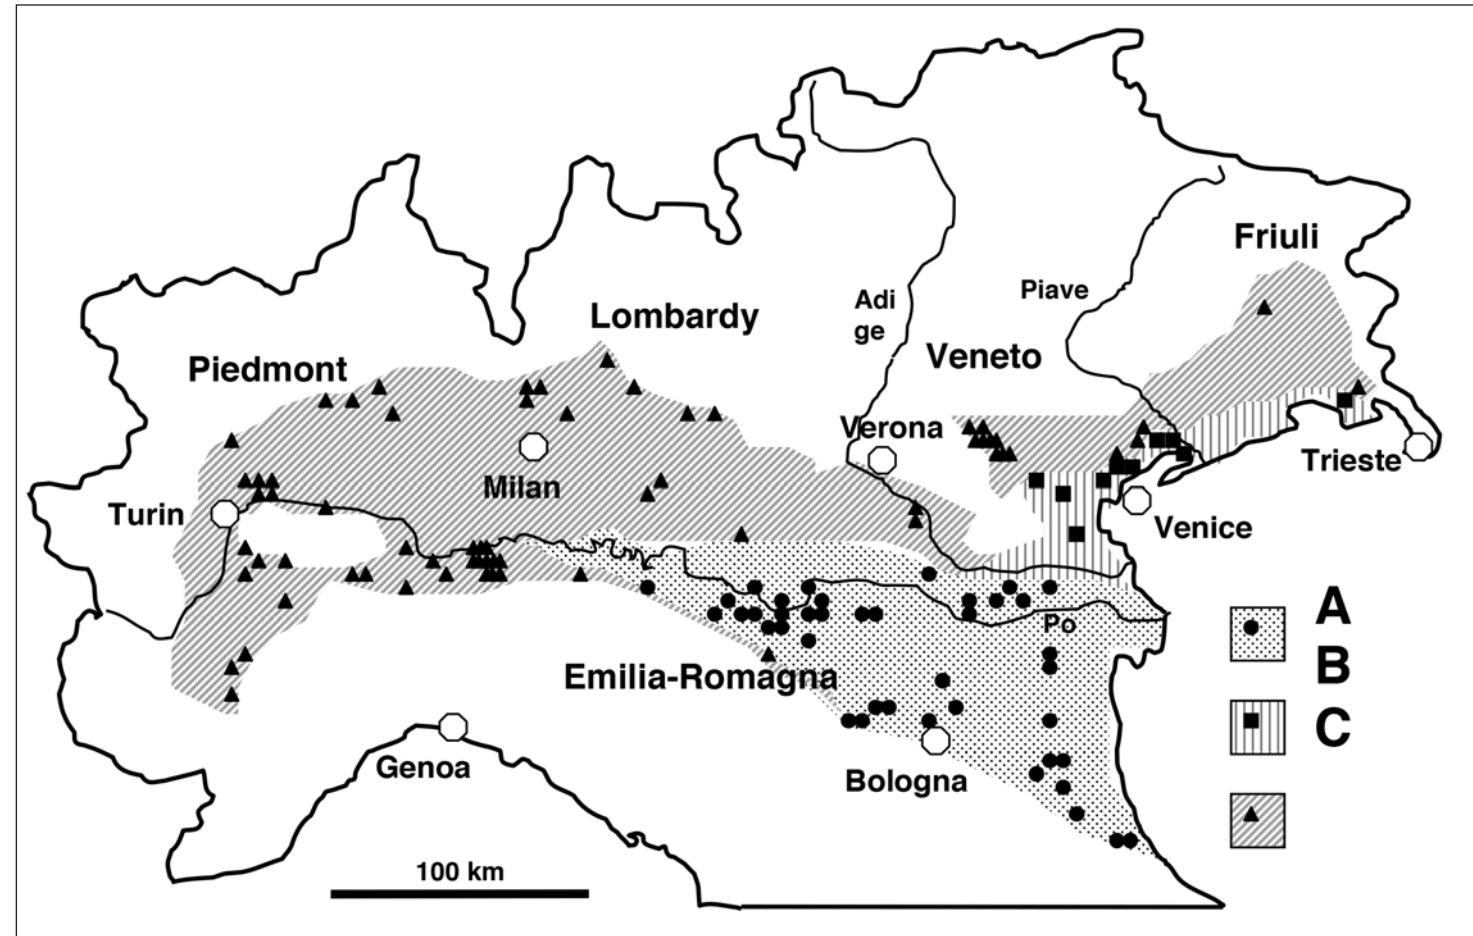 Friuli
Piave
Adi
ge
Lombardy
Veneto
Piedmont
Verona
Trieste
Milan
Turin
Venice
Po
A
B
C
Emilia-Romagna
Genoa
Bologna
100 km